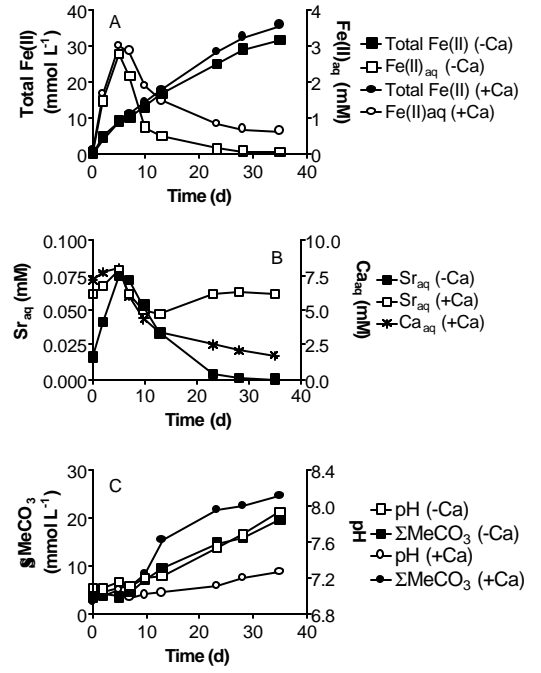 A
40
30
20
10
0
Total Fe(II)
(mmol L-1)
4
3
2
1
0
Fe(II)aq
(mM)
0 10 20 30 40
Time (d)
Total Fe(II) (-Ca)
Fe(II)aq (-Ca)
Total Fe(II) (+Ca)
Fe(II)aq (+Ca)
B
0.100
0.075
0.050
0.025
0.000
Sraq (mM)
10.0
7.5
5.0
2.5
0.0
Caaq
(mM)
0 10 20 30 40
Time (d)
Sraq (-Ca)
Sraq (+Ca)
Caaq (+Ca)
C
30
20
10
0
MeCO3
(mmol L-1)
8.4
8.0
7.6
7.2
6.8
pH
0 10 20 30 40
Time (d)
pH (-Ca)
ΣMeCO3 (-Ca)
pH (+Ca)
ΣMeCO3 (+Ca)